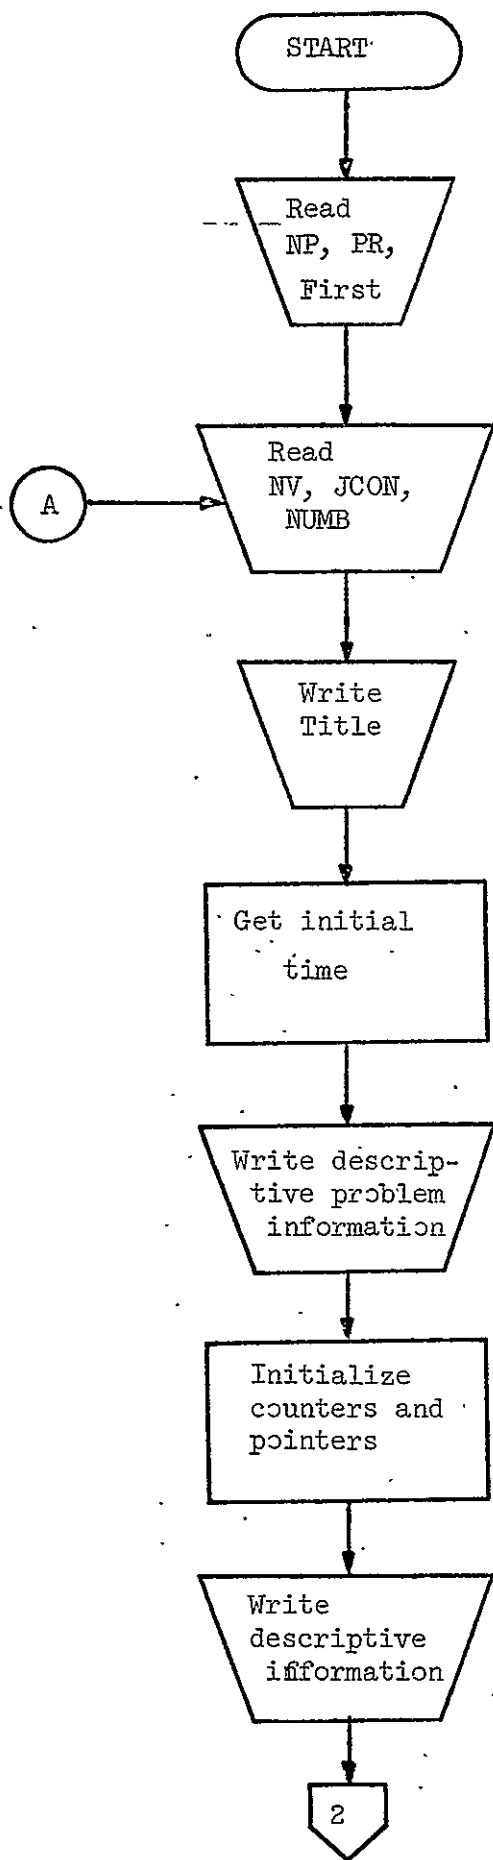 START
Read
NP, PR,
First
Read
NV, JCON,
NUMB
A
Write
Title
Get initial
time
Write descrip-
tive problem
information
Initialize
counters and
pointers
Write
descriptive
ifformation
2